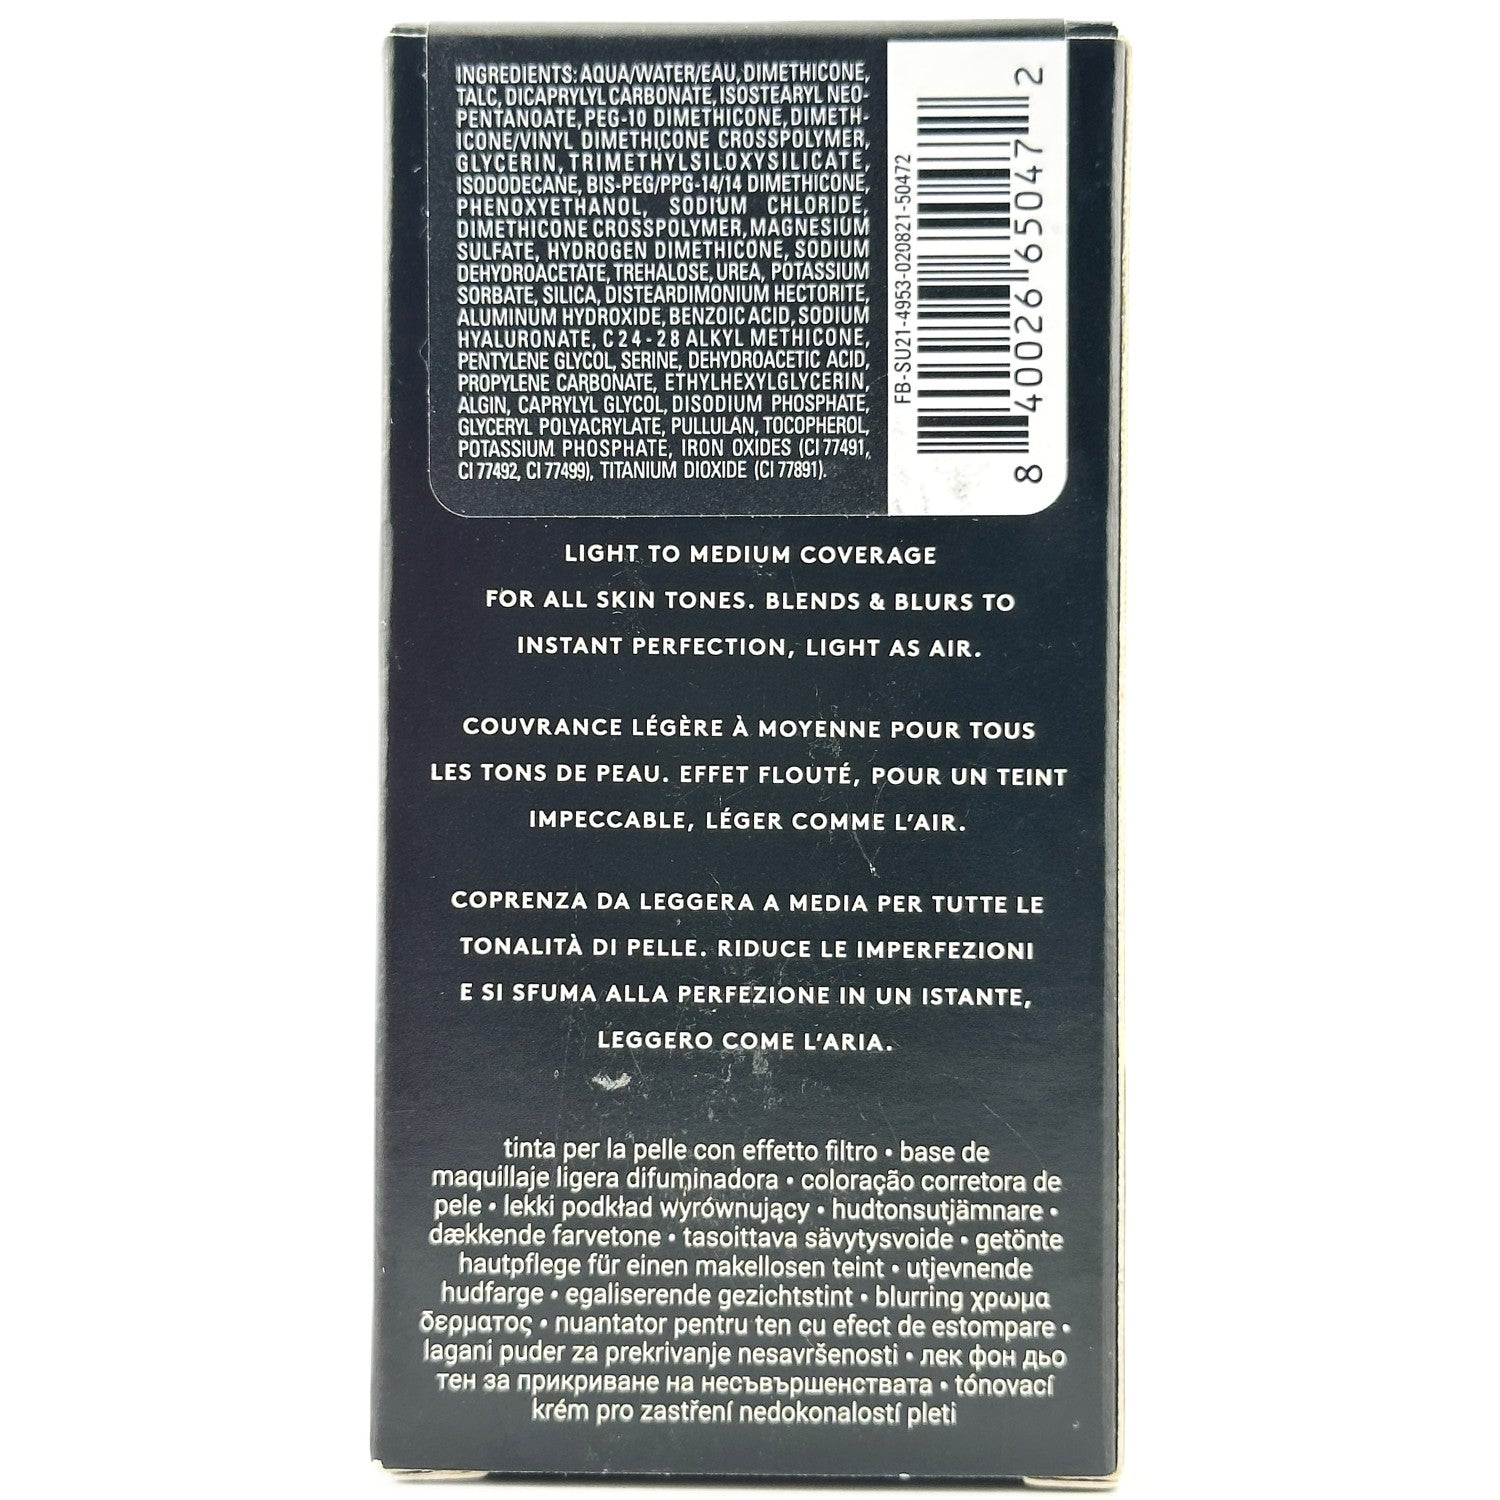 INGREDIENTS: AQUA/WATER/EAU, DIMETHICONE,
TALC, DICAPRYLYL CARBONATE, ISOSTEARYL NEO-
PENTANOATE, PEG-10 DIMETHICONE, DIMETH-
ICONE/VINYL DIMETHICONE CROSSPOLYMER,
GLYCERIN, TRIMETHYLSILOXYSILICATE,
ISODODECANE, BIS-PEG/PPG-14/14 DIMETHICONE,
PHENOXYETHANOL, SODIUM CHLORIDE,
DIMETHICONE CROSSPOLYMER, MAGNESIUM
SULFATE, HYDROGEN DIMETHICONE, SODIUM
DEHYDROACETATE, TREHALOSE, UREA, POTASSIUM
SORBATE, SILICA, DISTEARDIMONIUM HECTORITE,
ALUMINUM HYDROXIDE, BENZOIC ACID, SODIUM
HYALURONATE, C 24 - 28 ALKYL METHICONE,
PENTYLENE GLYCOL, SERINE, DEHYDROACETIC ACID,
PROPYLENE CARBONATE, ETHYLHEXYLGLYCERIN,
ALGIN, CAPRYLYL GLYCOL, DISODIUM PHOSPHATE,
GLYCERYL POLYACRYLATE, PULLULAN, TOCOPHEROL,
POTASSIUM PHOSPHATE, IRON OXIDES (CI 77491,
CI 77492, CI 77499), TITANIUM DIOXIDE (CI 77891).
FB-SU21-4953-020821-50472
8 40026 65047 2
LIGHT TO MEDIUM COVERAGE
FOR ALL SKIN TONES. BLENDS & BLURS TO
INSTANT PERFECTION, LIGHT AS AIR.
COUVRANCE LÉGÈRE À MOYENNE POUR TOUS
LES TONS DE PEAU. EFFET FLOUTÉ, POUR UN TEINT
IMPECCABLE, LÉGER COMME L'AIR.
COPRENZA DA LEGGERA A MEDIA PER TUTTE LE
TONALITÀ DI PELLE. RIDUCE LE IMPERFEZIONI
E SI SFUMA ALLA PERFEZIONE IN UN ISTANTE,
LEGGERO COME L'ARIA.
tinta per la pelle con effetto filtro • base de
maquillaje ligera difuminadora • coloração corretora de
pele • lekki podkład wyrównujący • hudtonsutjämnare •
dækkende farvetone • tasoittava sävytysvoide • getönte
hautpflege für einen makellosen teint • utjevnende
hudfarge • egaliserende gezichtstint • blurring χρωμα
δερματος • nuantator pentru ten cu efect de estompare •
lagani puder za prekrivanje nesavršenosti • лек фон дьо
тен за прикриване на несъвършенствата • tónovací
krém pro zastření nedokonalostí pleti